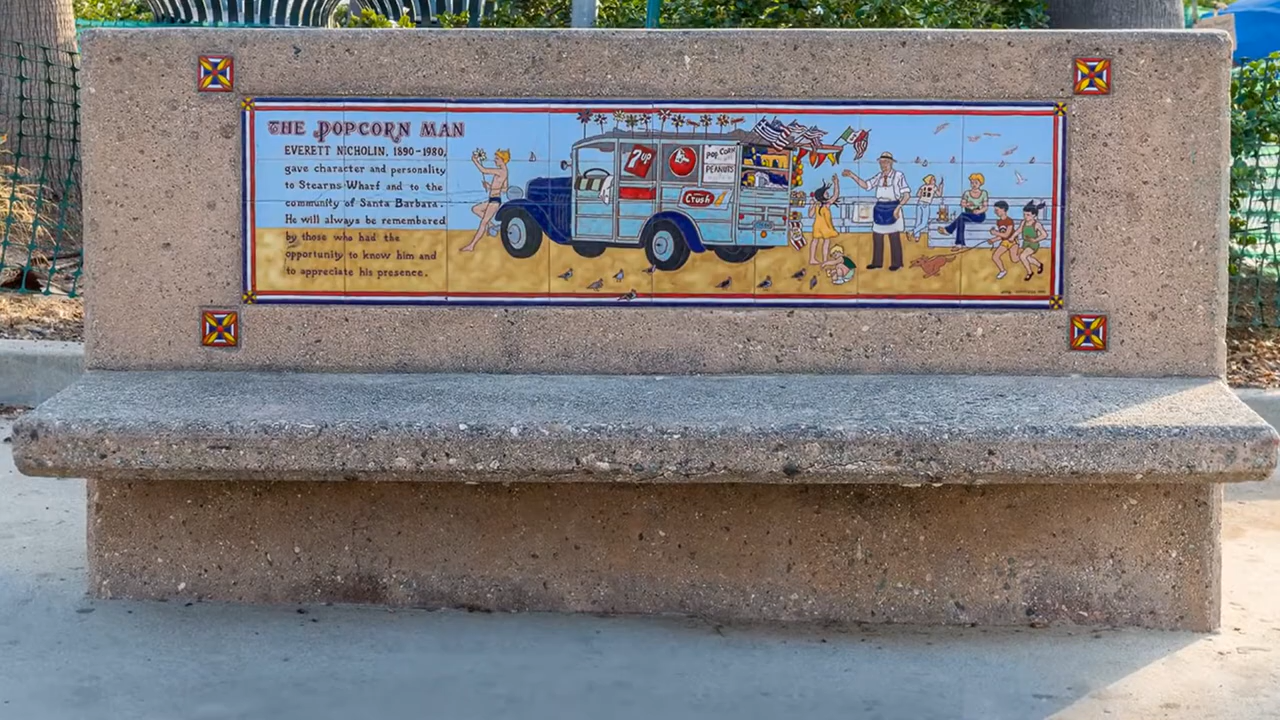 THE POPCORN MAN
EVERETT NICHOLIN, 1890-1980,
gave character and personality
to Stearns Wharf and to the
community of Santa Barbara.
He will always be remembered
by those who had the
opportunity to know him and
to appreciate his presence.
7UP
POP CORN
PEANUTS
Crush